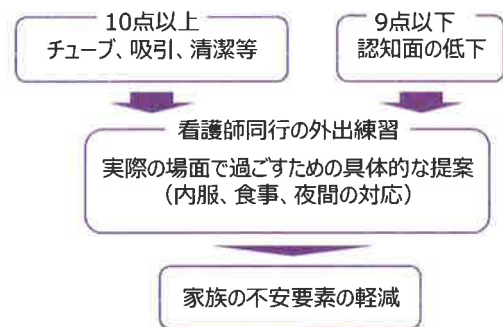 10点以上
チューブ、吸引、清潔等
9点以下
認知面の低下
看護師同行の外出練習
実際の場面で過ごすための具体的な提案
（内服、食事、夜間の対応）
家族の不安要素の軽減